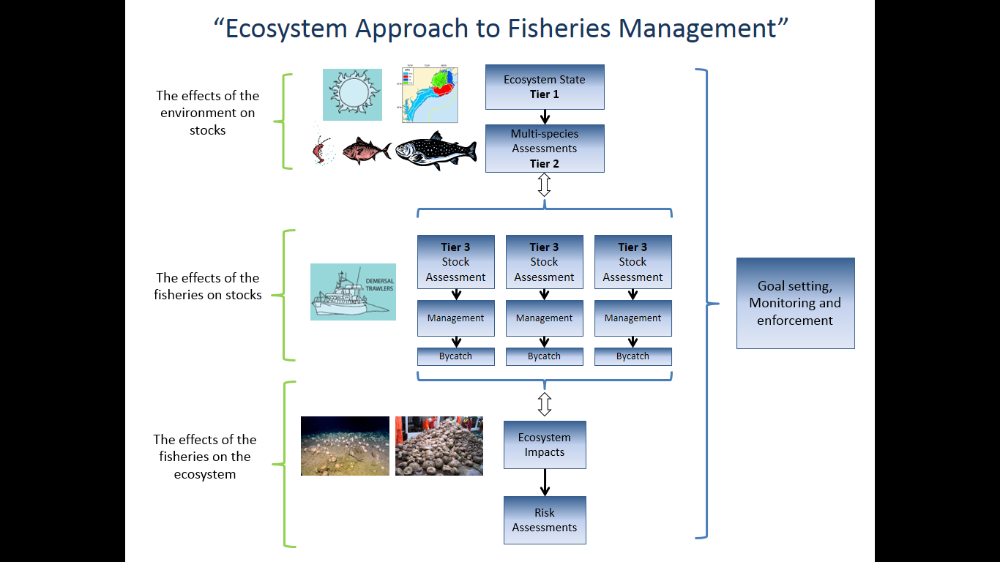 “Ecosystem Approach to Fisheries Management”
The effects of the
environment on
stocks
Ecosystem State
Tier 1
Multi-species
Assessments
Tier 2
The effects of the
fisheries on stocks
DEMERSAL
TRAWLERS
Tier 3
Stock
Assessment
Tier 3
Stock
Assessment
Tier 3
Stock
Assessment
Management
Management
Management
Bycatch
Bycatch
Bycatch
Goal setting,
Monitoring and
enforcement
The effects of the
fisheries on the
ecosystem
Ecosystem
Impacts
Risk
Assessments